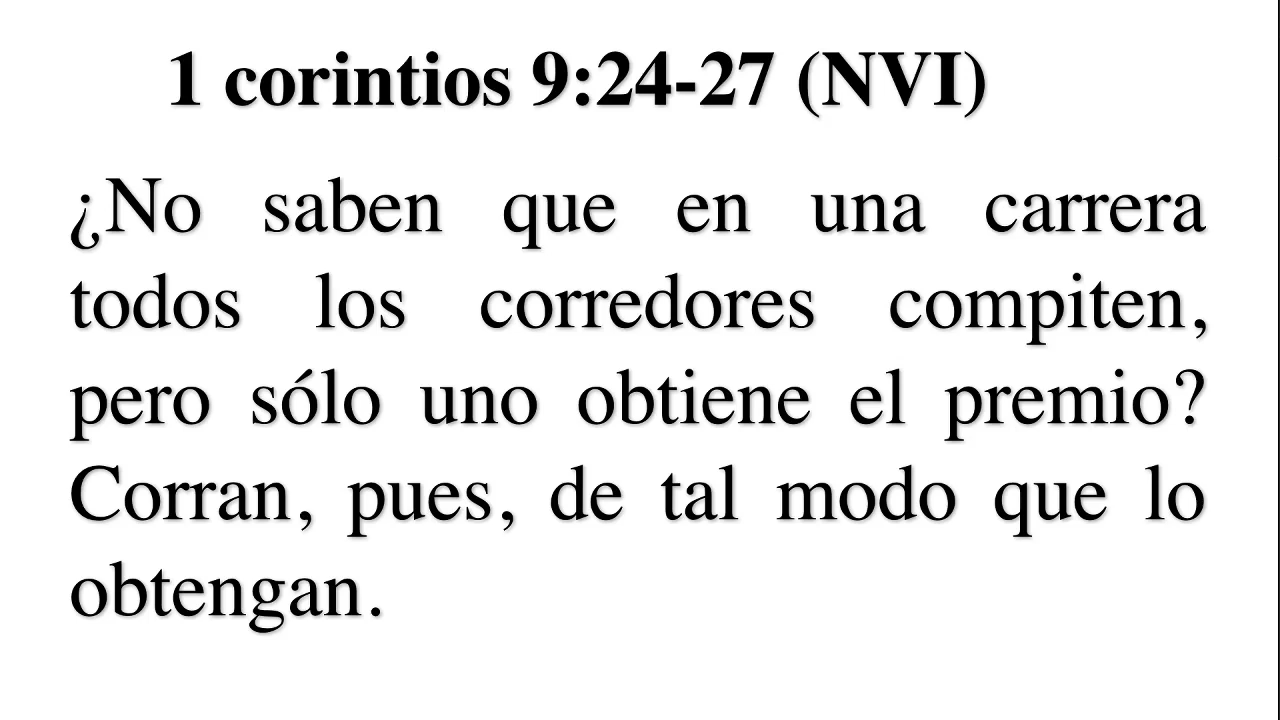 1 corintios 9:24-27 (NVI)
¿No saben que en una carrera
todos los corredores compiten,
pero sólo uno obtiene el premio?
Corran, pues, de tal modo que lo
obtengan.